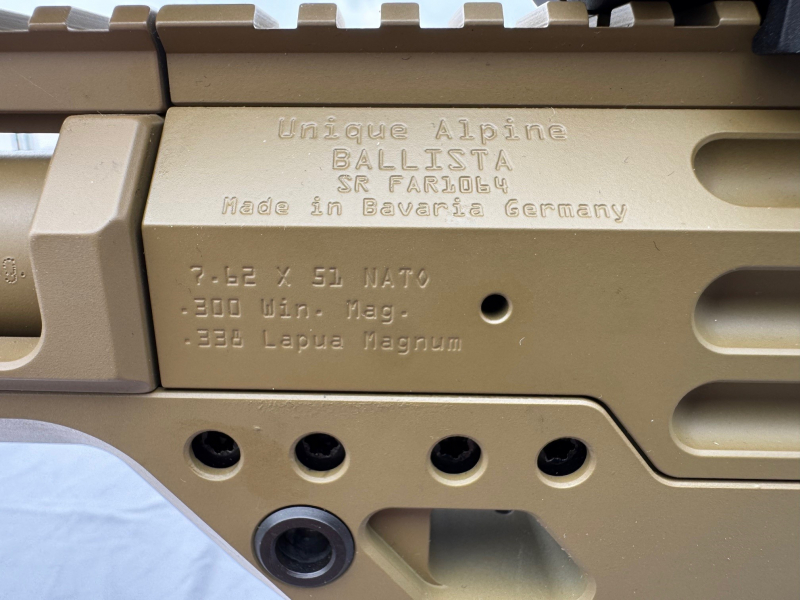 Unique Alpine
BALLISTA
SR FAR1064
Made in Bavaria Germany
7.62 X 51 NATO
.300 Win. Mag.
.338 Lapua Magnum